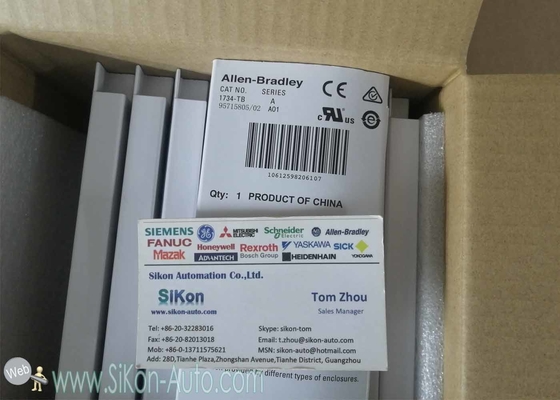 Allen-Bradley
CAT NO. SERIES
1734-TB A
95715805/02 A01
CE
c RU us
10612598206107
Qty: 1 PRODUCT OF CHINA
SIEMENS GE MITSUBISHI ELECTRIC Schneider Electric AB Allen-Bradley
FANUC Honeywell Rexroth Bosch Group YASKAWA SICK YOKOGAWA
Mazak ADVANTECH HEIDENHAIN
Sikon Automation Co.,Ltd.
SiKon
www.sikon-auto.com
Tom Zhou
Sales Manager
Tel: +86-20-32283016 Skype: sikon-tom
Fax: +86-20-82013018 Email: t.zhou@sikon-auto.com
Mob: +86-0-13711575621 MSN: sikon-auto@hotmail.com
Add: 28D,Tianhe Plaza,Zhongshan Avenue,Tianhe District, Guangzhou
provided by different types of enclosures.
Web www.SiKon-Auto.com